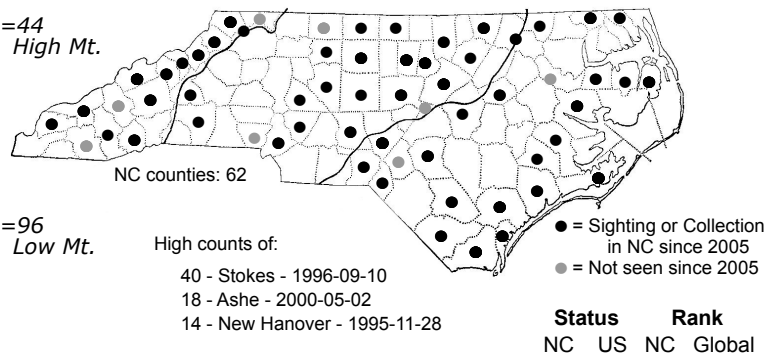 =44
High Mt.
NC counties: 62
=96
Low Mt.
High counts of:
40 - Stokes - 1996-09-10
18 - Ashe - 2000-05-02
14 - New Hanover - 1995-11-28
= Sighting or Collection
in NC since 2005
= Not seen since 2005
Status Rank
NC US NC Global